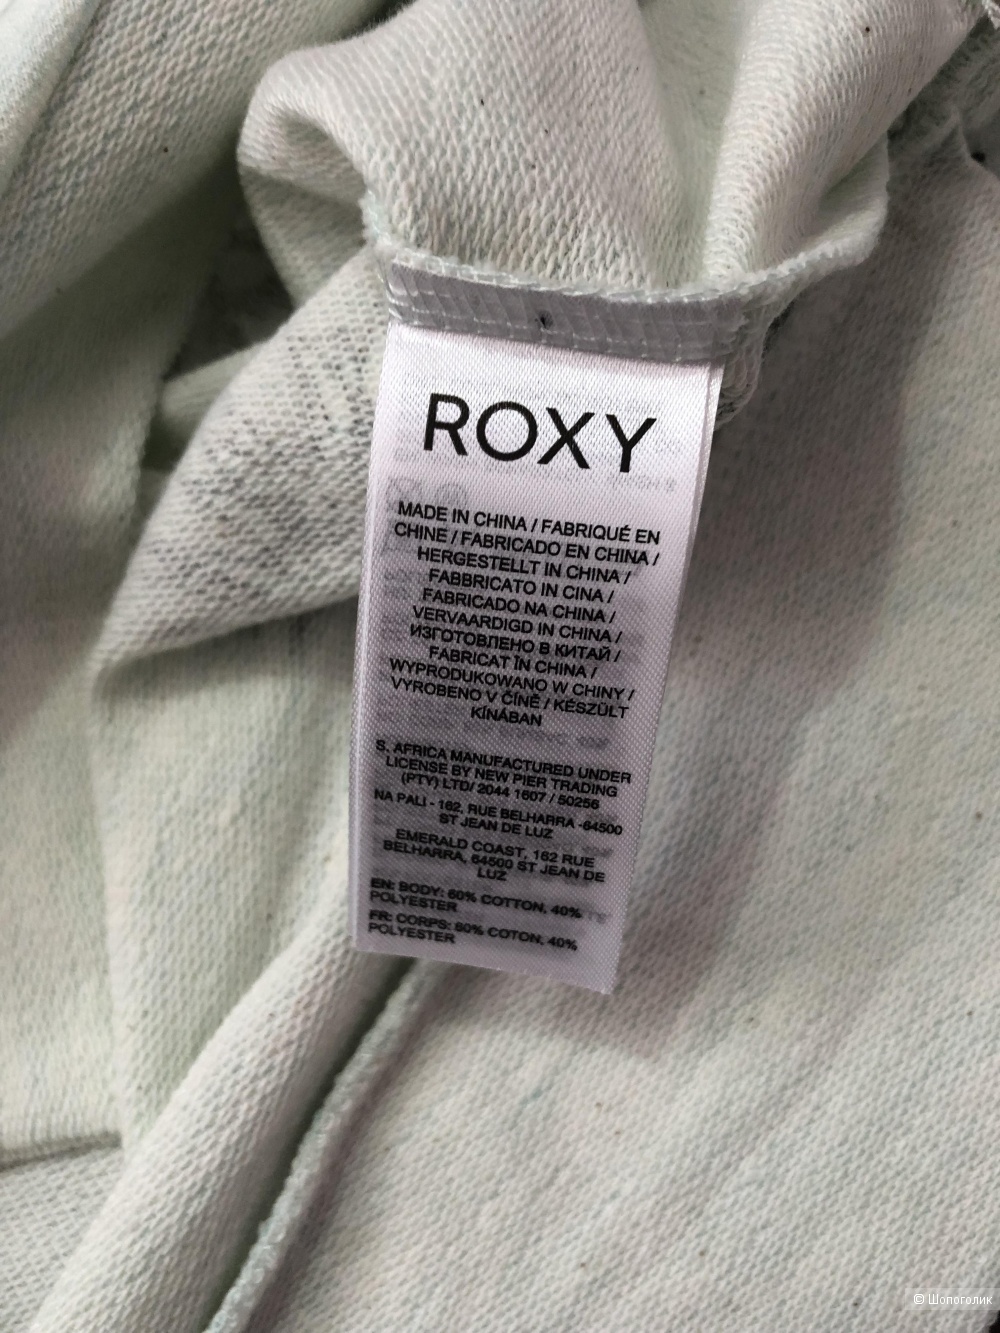 ROXY
MADE IN CHINA / FABRIQUÉ EN
CHINE / FABRICADO EN CHINA /
HERGESTELLT IN CHINA /
FABBRICATO IN CINA /
FABRICADO NA CHINA /
VERVAARDIGD IN CHINA /
ИЗГОТОВЛЕНО В КИТАЙ /
FABRICAT ÎN CHINA /
WYPRODUKOWANO W CHINY /
VYROBENO V ČÍNĚ / KÉSZÜLT
KÍNÁBAN
S. AFRICA MANUFACTURED UNDER
LICENSE BY NEW PIER TRADING
(PTY) LTD/ 2044 1607 / 50256
NA PALI - 162, RUE BELHARRA -64500
ST JEAN DE LUZ
EMERALD COAST, 162 RUE
BELHARRA, 64500 ST JEAN DE
LUZ
EN: BODY: 60% COTTON, 40%
POLYESTER
FR: CORPS: 60% COTON, 40%
POLYESTER
© Шопоголик